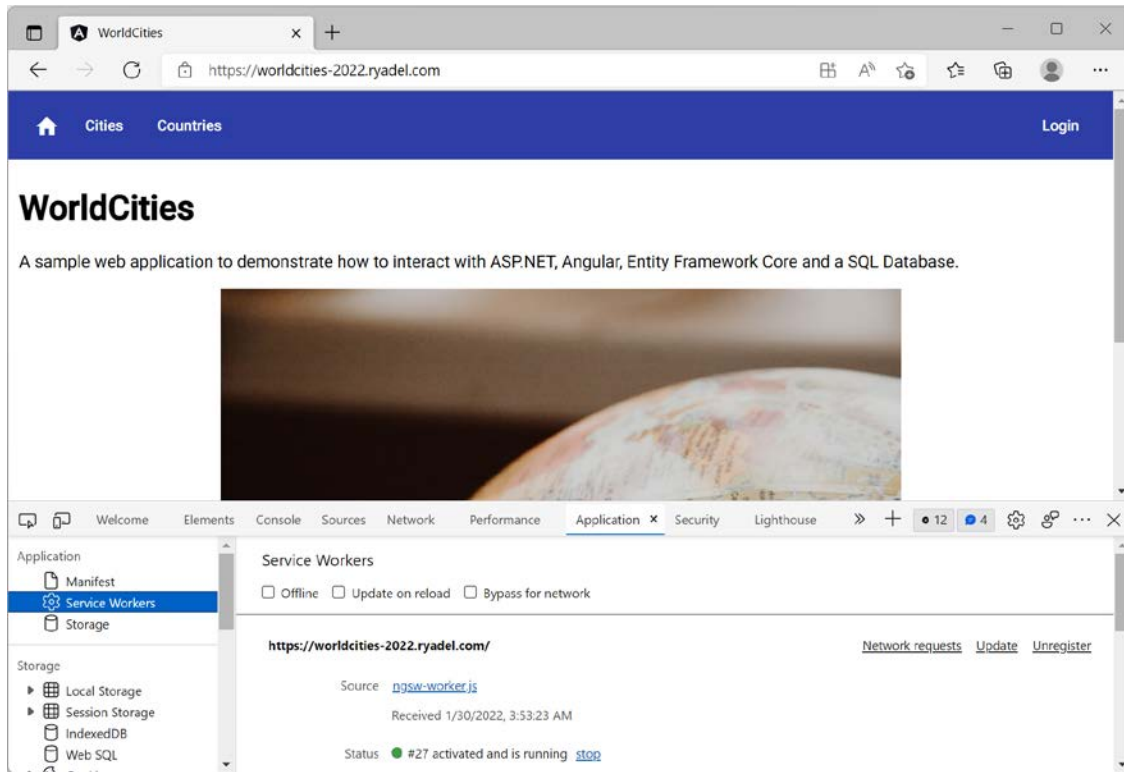 WorldCities
https://worldcities-2022.ryadel.com
Cities Countries Login
WorldCities
A sample web application to demonstrate how to interact with ASP.NET, Angular, Entity Framework Core and a SQL Database.
Welcome Elements Console Sources Network Performance Application Security Lighthouse 12 4
Application
Manifest
Service Workers
Storage
Storage
Local Storage
Session Storage
IndexedDB
Web SQL
Service Workers
Offline Update on reload Bypass for network
https://worldcities-2022.ryadel.com/ Network requests Update Unregister
Source ngsw-worker.js
Received 1/30/2022, 3:53:23 AM
Status #27 activated and is running stop